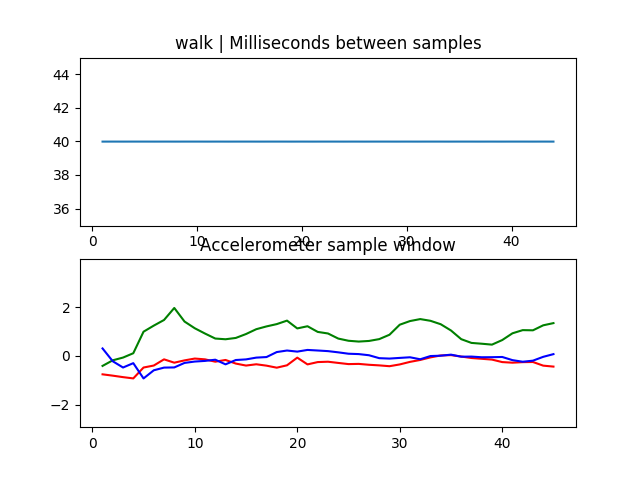 walk | Milliseconds between samples
44
42
40
38
36
0 10 20 30 40
Accelerometer sample window
2
0
−2
0 10 20 30 40